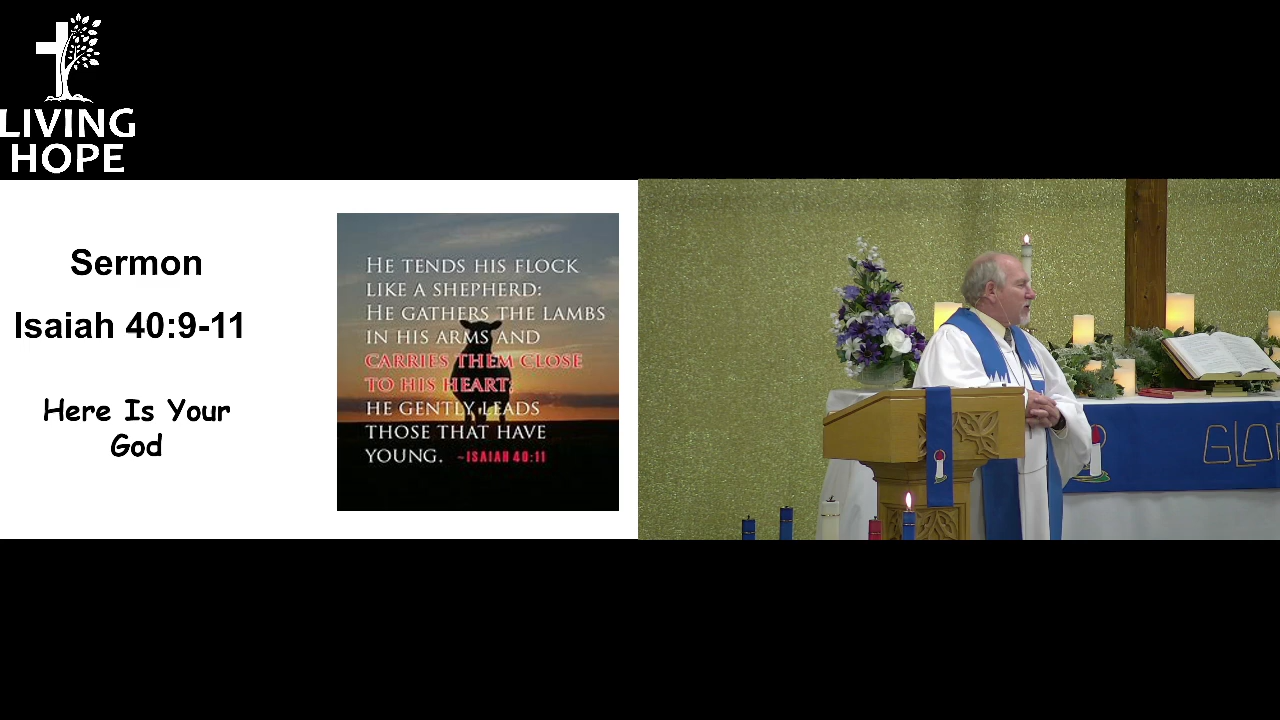 LIVING
HOPE
Sermon
Isaiah 40:9-11
Here Is Your
God
HE TENDS HIS FLOCK
LIKE A SHEPHERD:
HE GATHERS THE LAMBS
IN HIS ARMS AND
CARRIES THEM CLOSE
TO HIS HEART;
HE GENTLY LEADS
THOSE THAT HAVE
YOUNG. ~ISAIAH 40:11